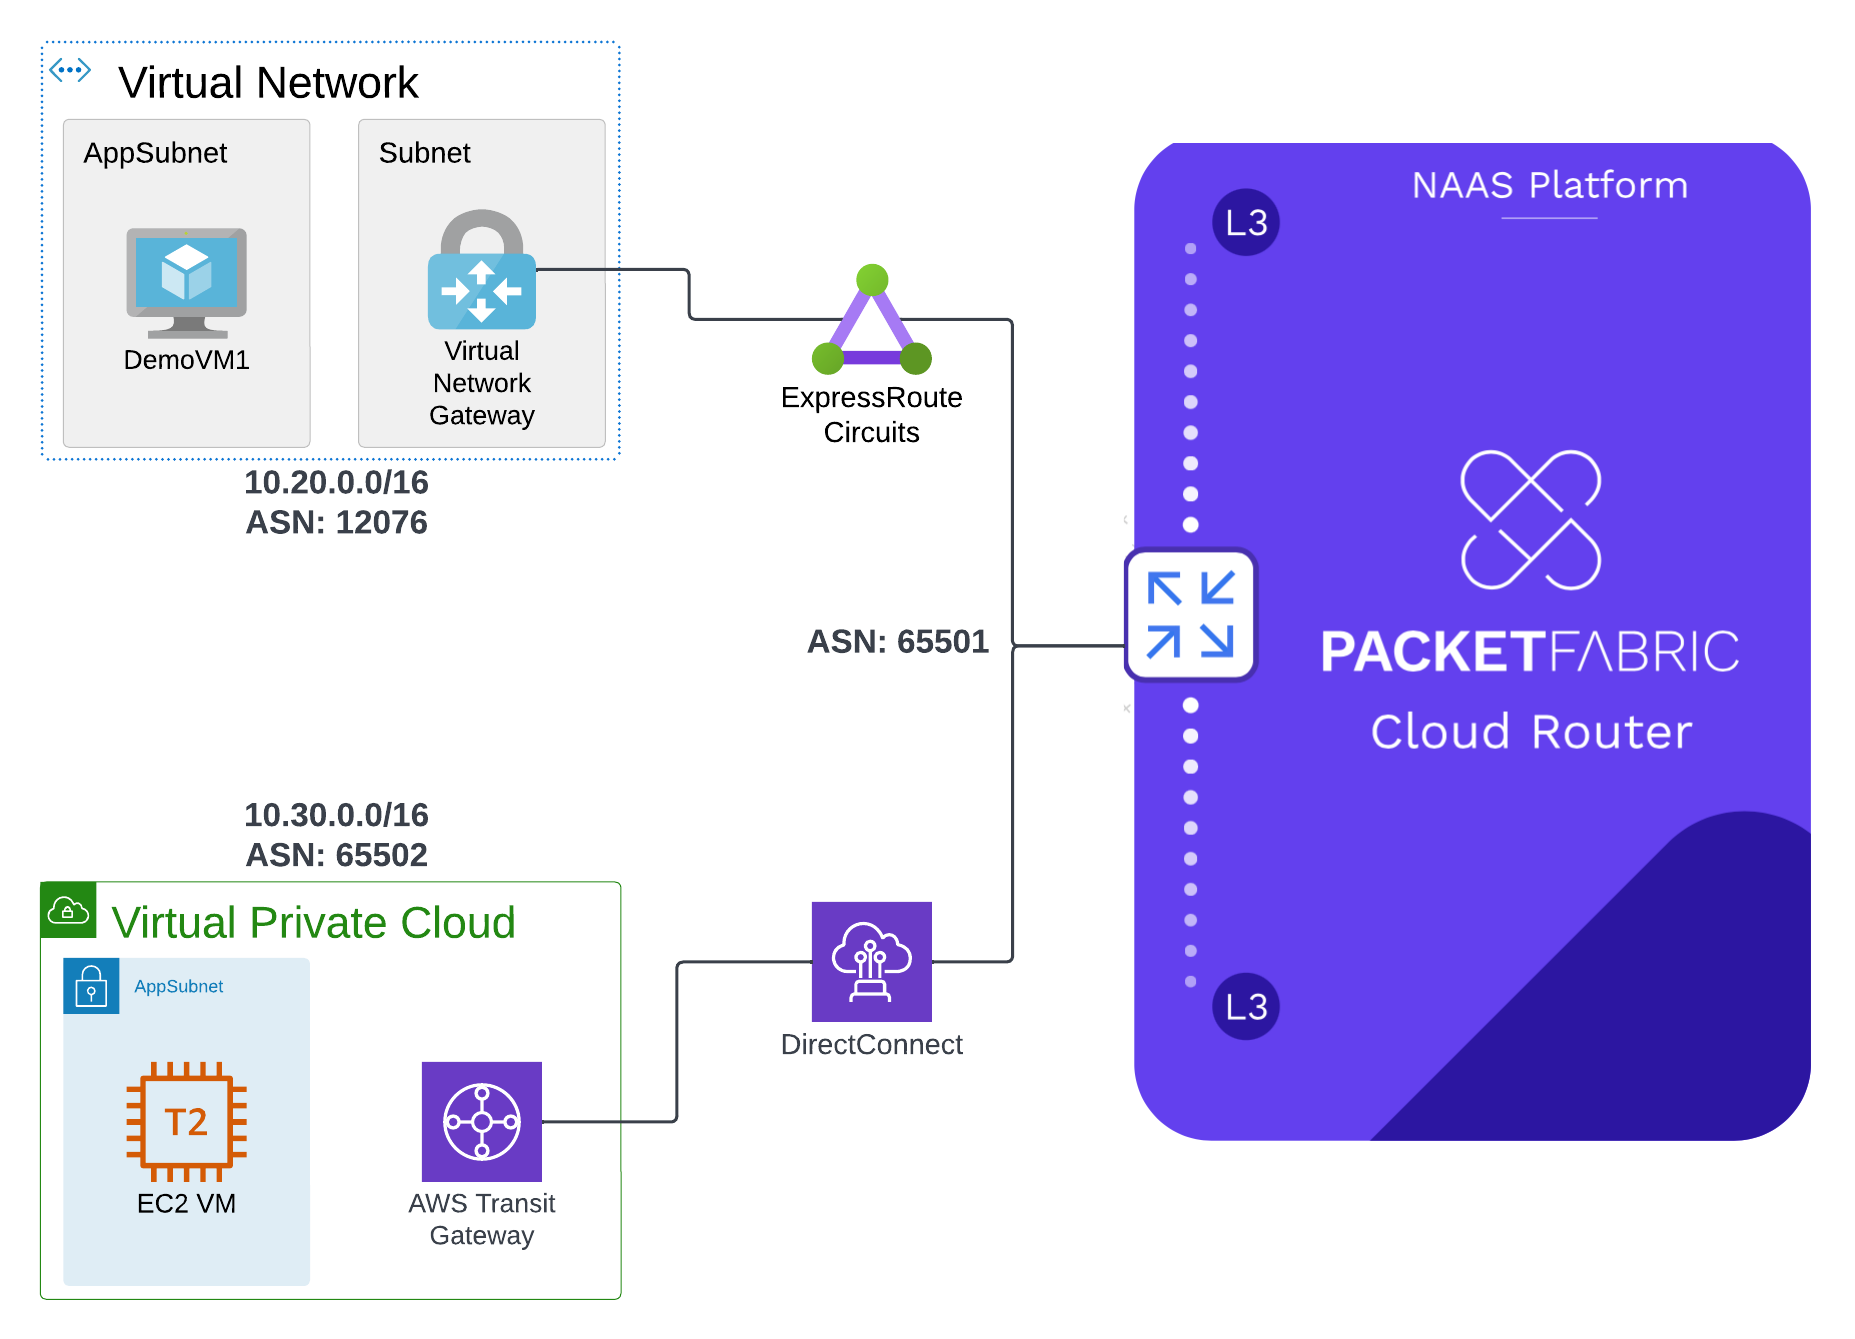 Virtual Network
AppSubnet
Subnet
DemoVM1
Virtual
Network
Gateway
10.20.0.0/16
ASN: 12076
ExpressRoute
Circuits
ASN: 65501
10.30.0.0/16
ASN: 65502
Virtual Private Cloud
AppSubnet
T2
EC2 VM
AWS Transit
Gateway
DirectConnect
NAAS Platform
L3
PACKETFABRIC
Cloud Router
L3